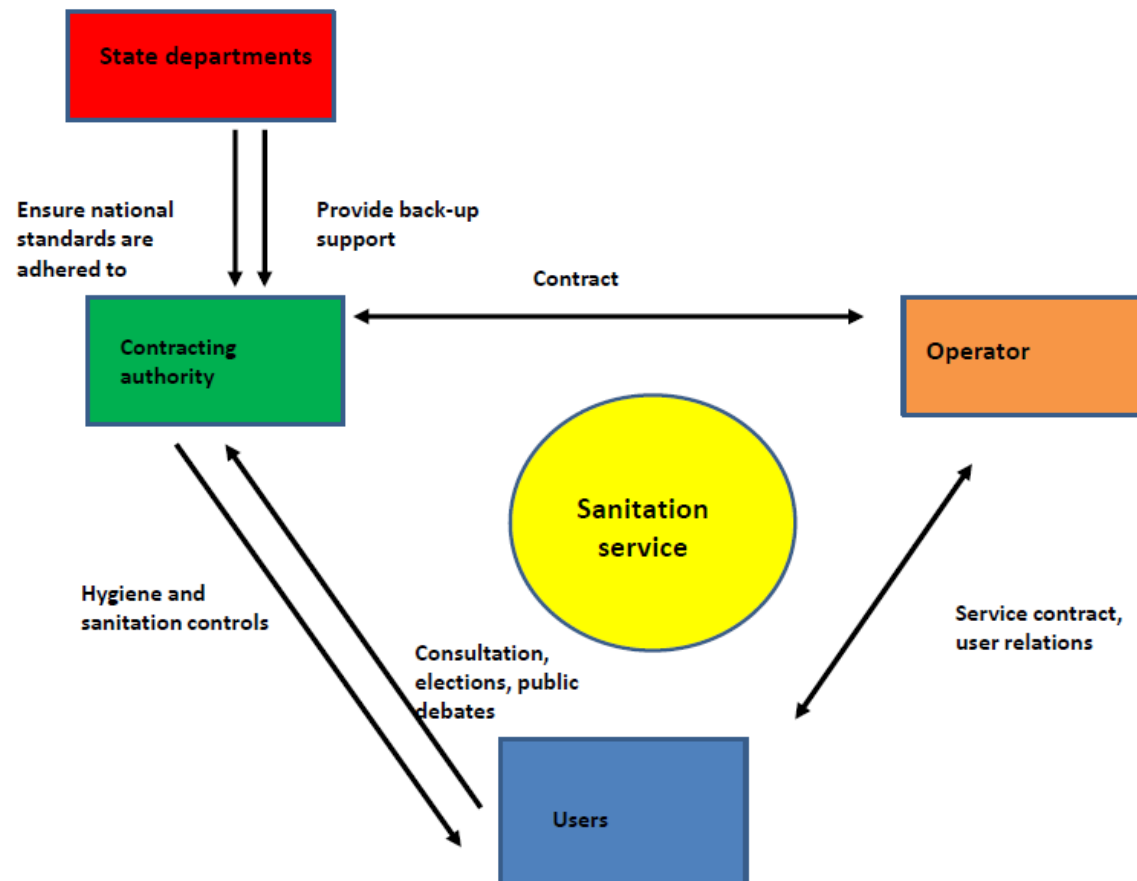 State departments
Ensure national
standards are
adhered to
Provide back-up
support
Contract
Contracting
authority
Operator
Sanitation
service
Hygiene and
sanitation controls
Consultation,
elections, public
debates
Service contract,
user relations
Users